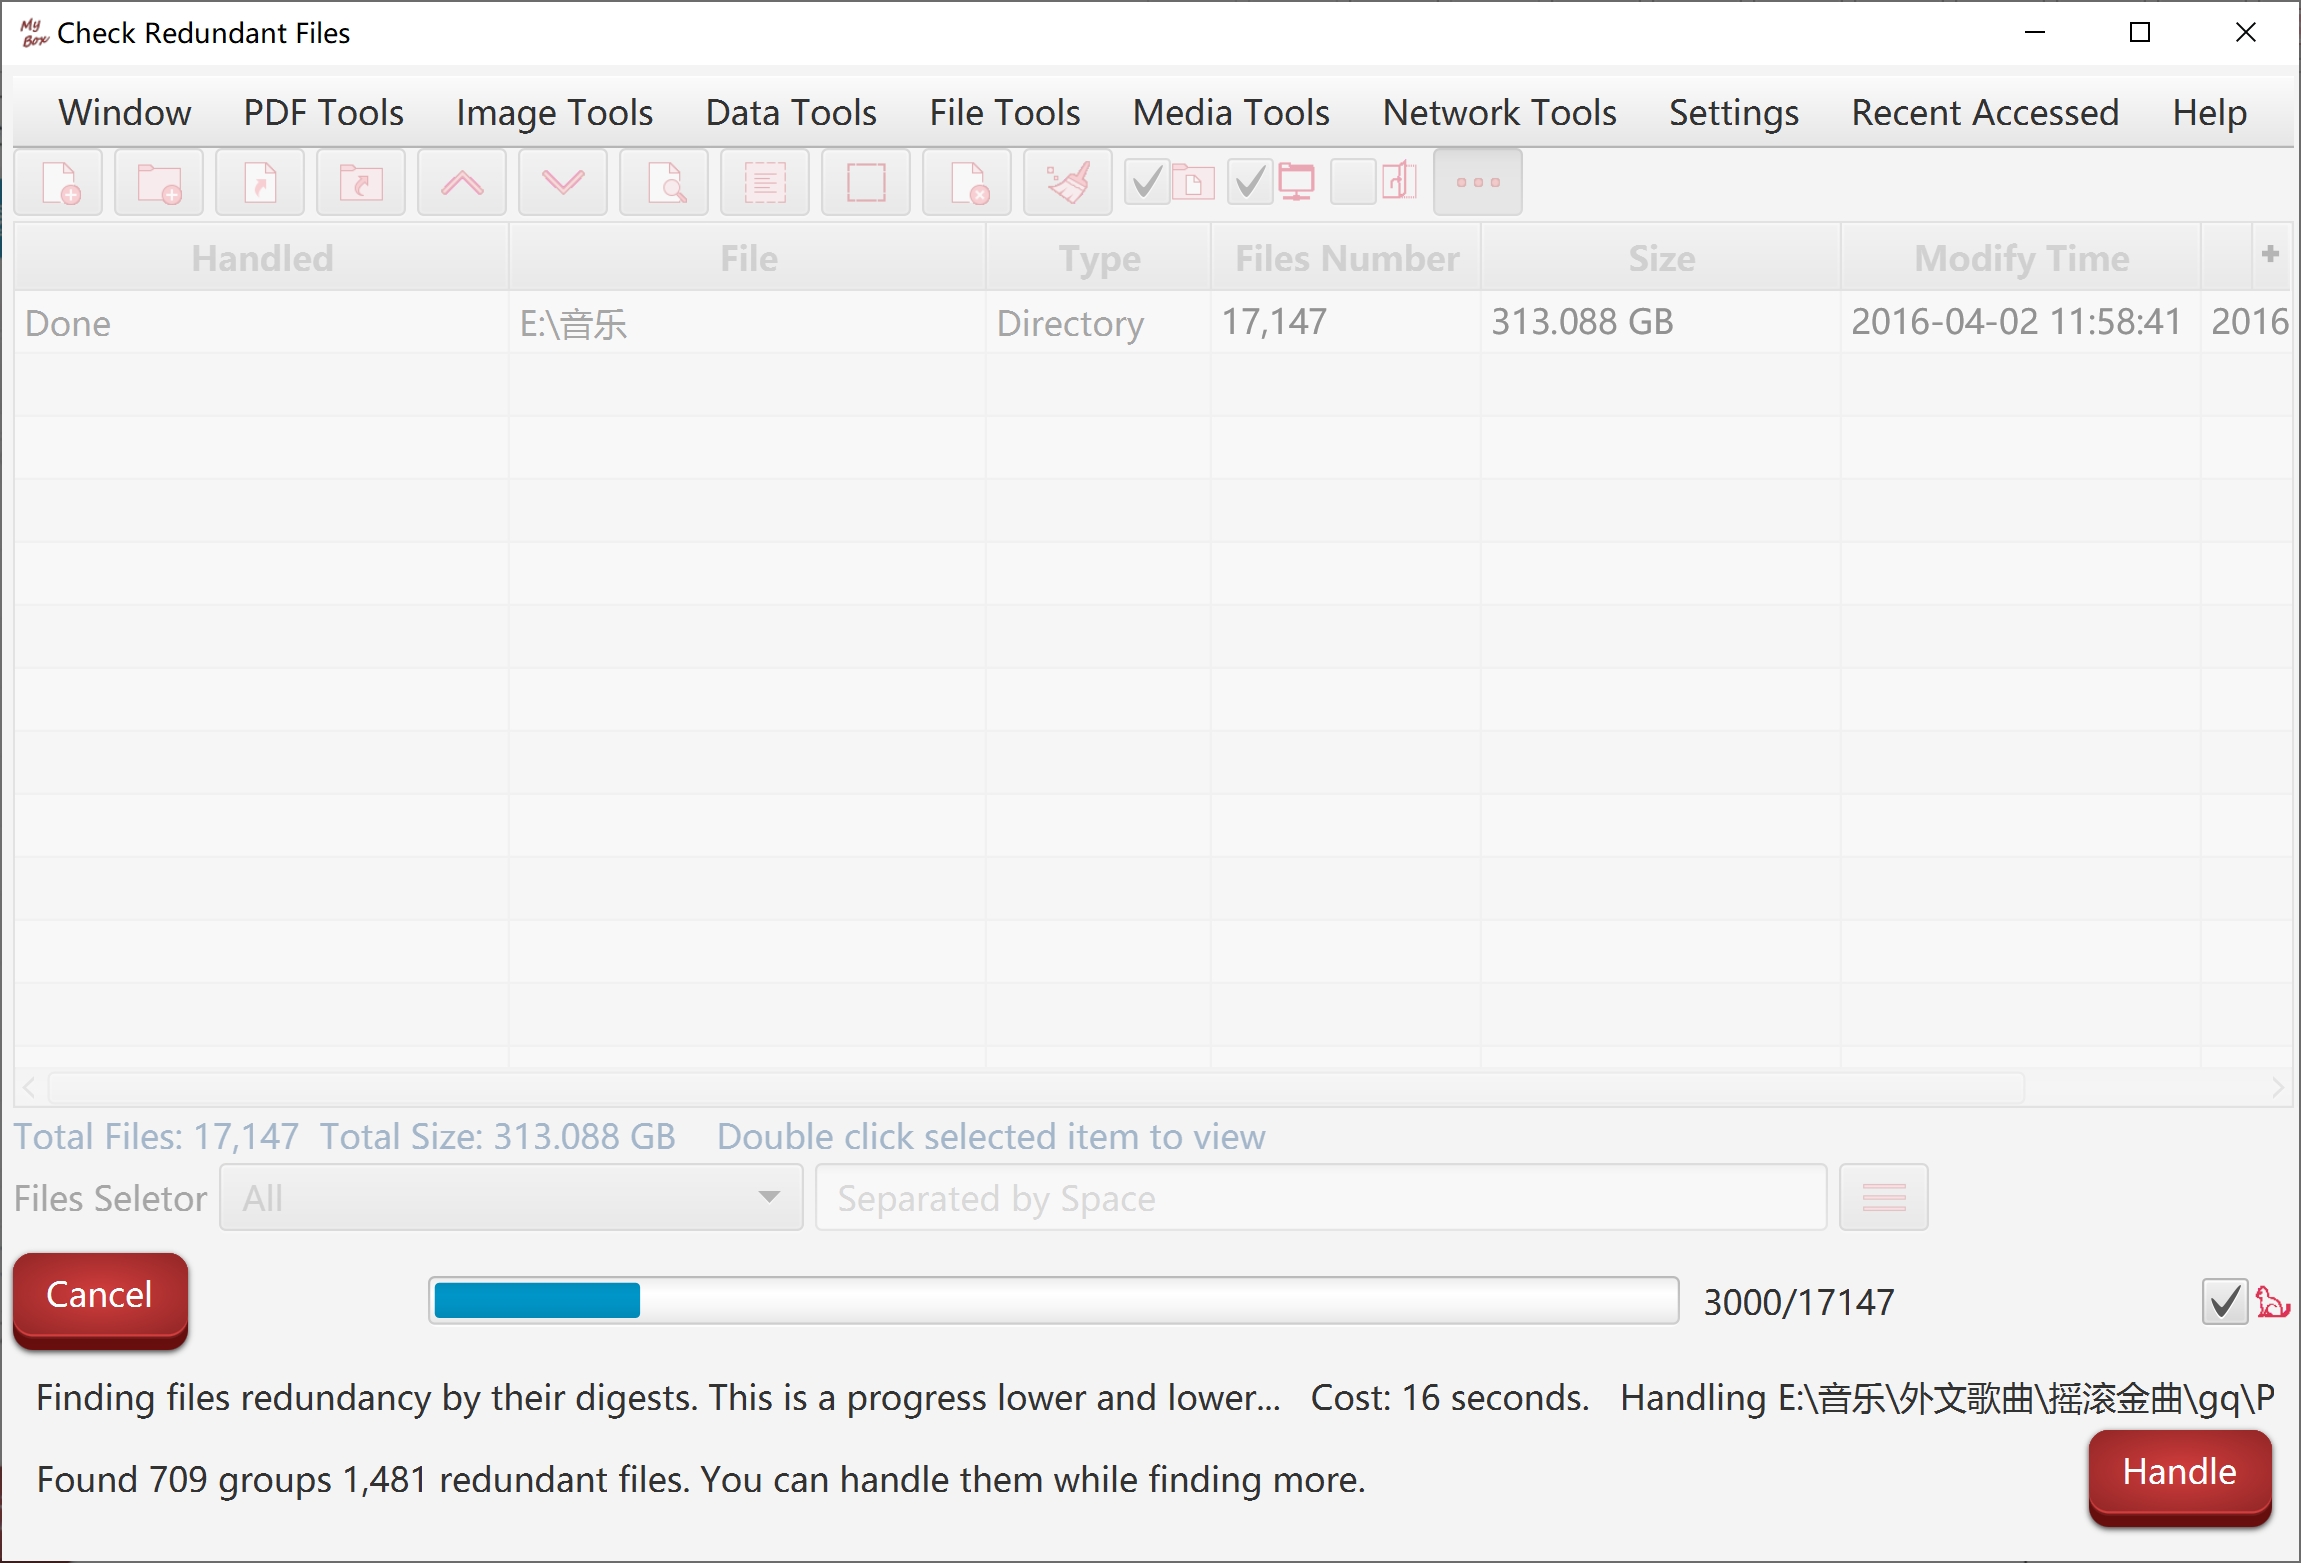 My Box Check Redundant Files
Window PDF Tools Image Tools Data Tools File Tools Media Tools Network Tools Settings Recent Accessed Help
Handled File Type Files Number Size Modify Time +
Done E:\音乐 Directory 17,147 313.088 GB 2016-04-02 11:58:41 2016
Total Files: 17,147 Total Size: 313.088 GB Double click selected item to view
Files Seletor All Separated by Space
Cancel 3000/17147
Finding files redundancy by their digests. This is a progress lower and lower... Cost: 16 seconds. Handling E:\音乐\外文歌曲\摇滚金曲\gq\P
Found 709 groups 1,481 redundant files. You can handle them while finding more. Handle